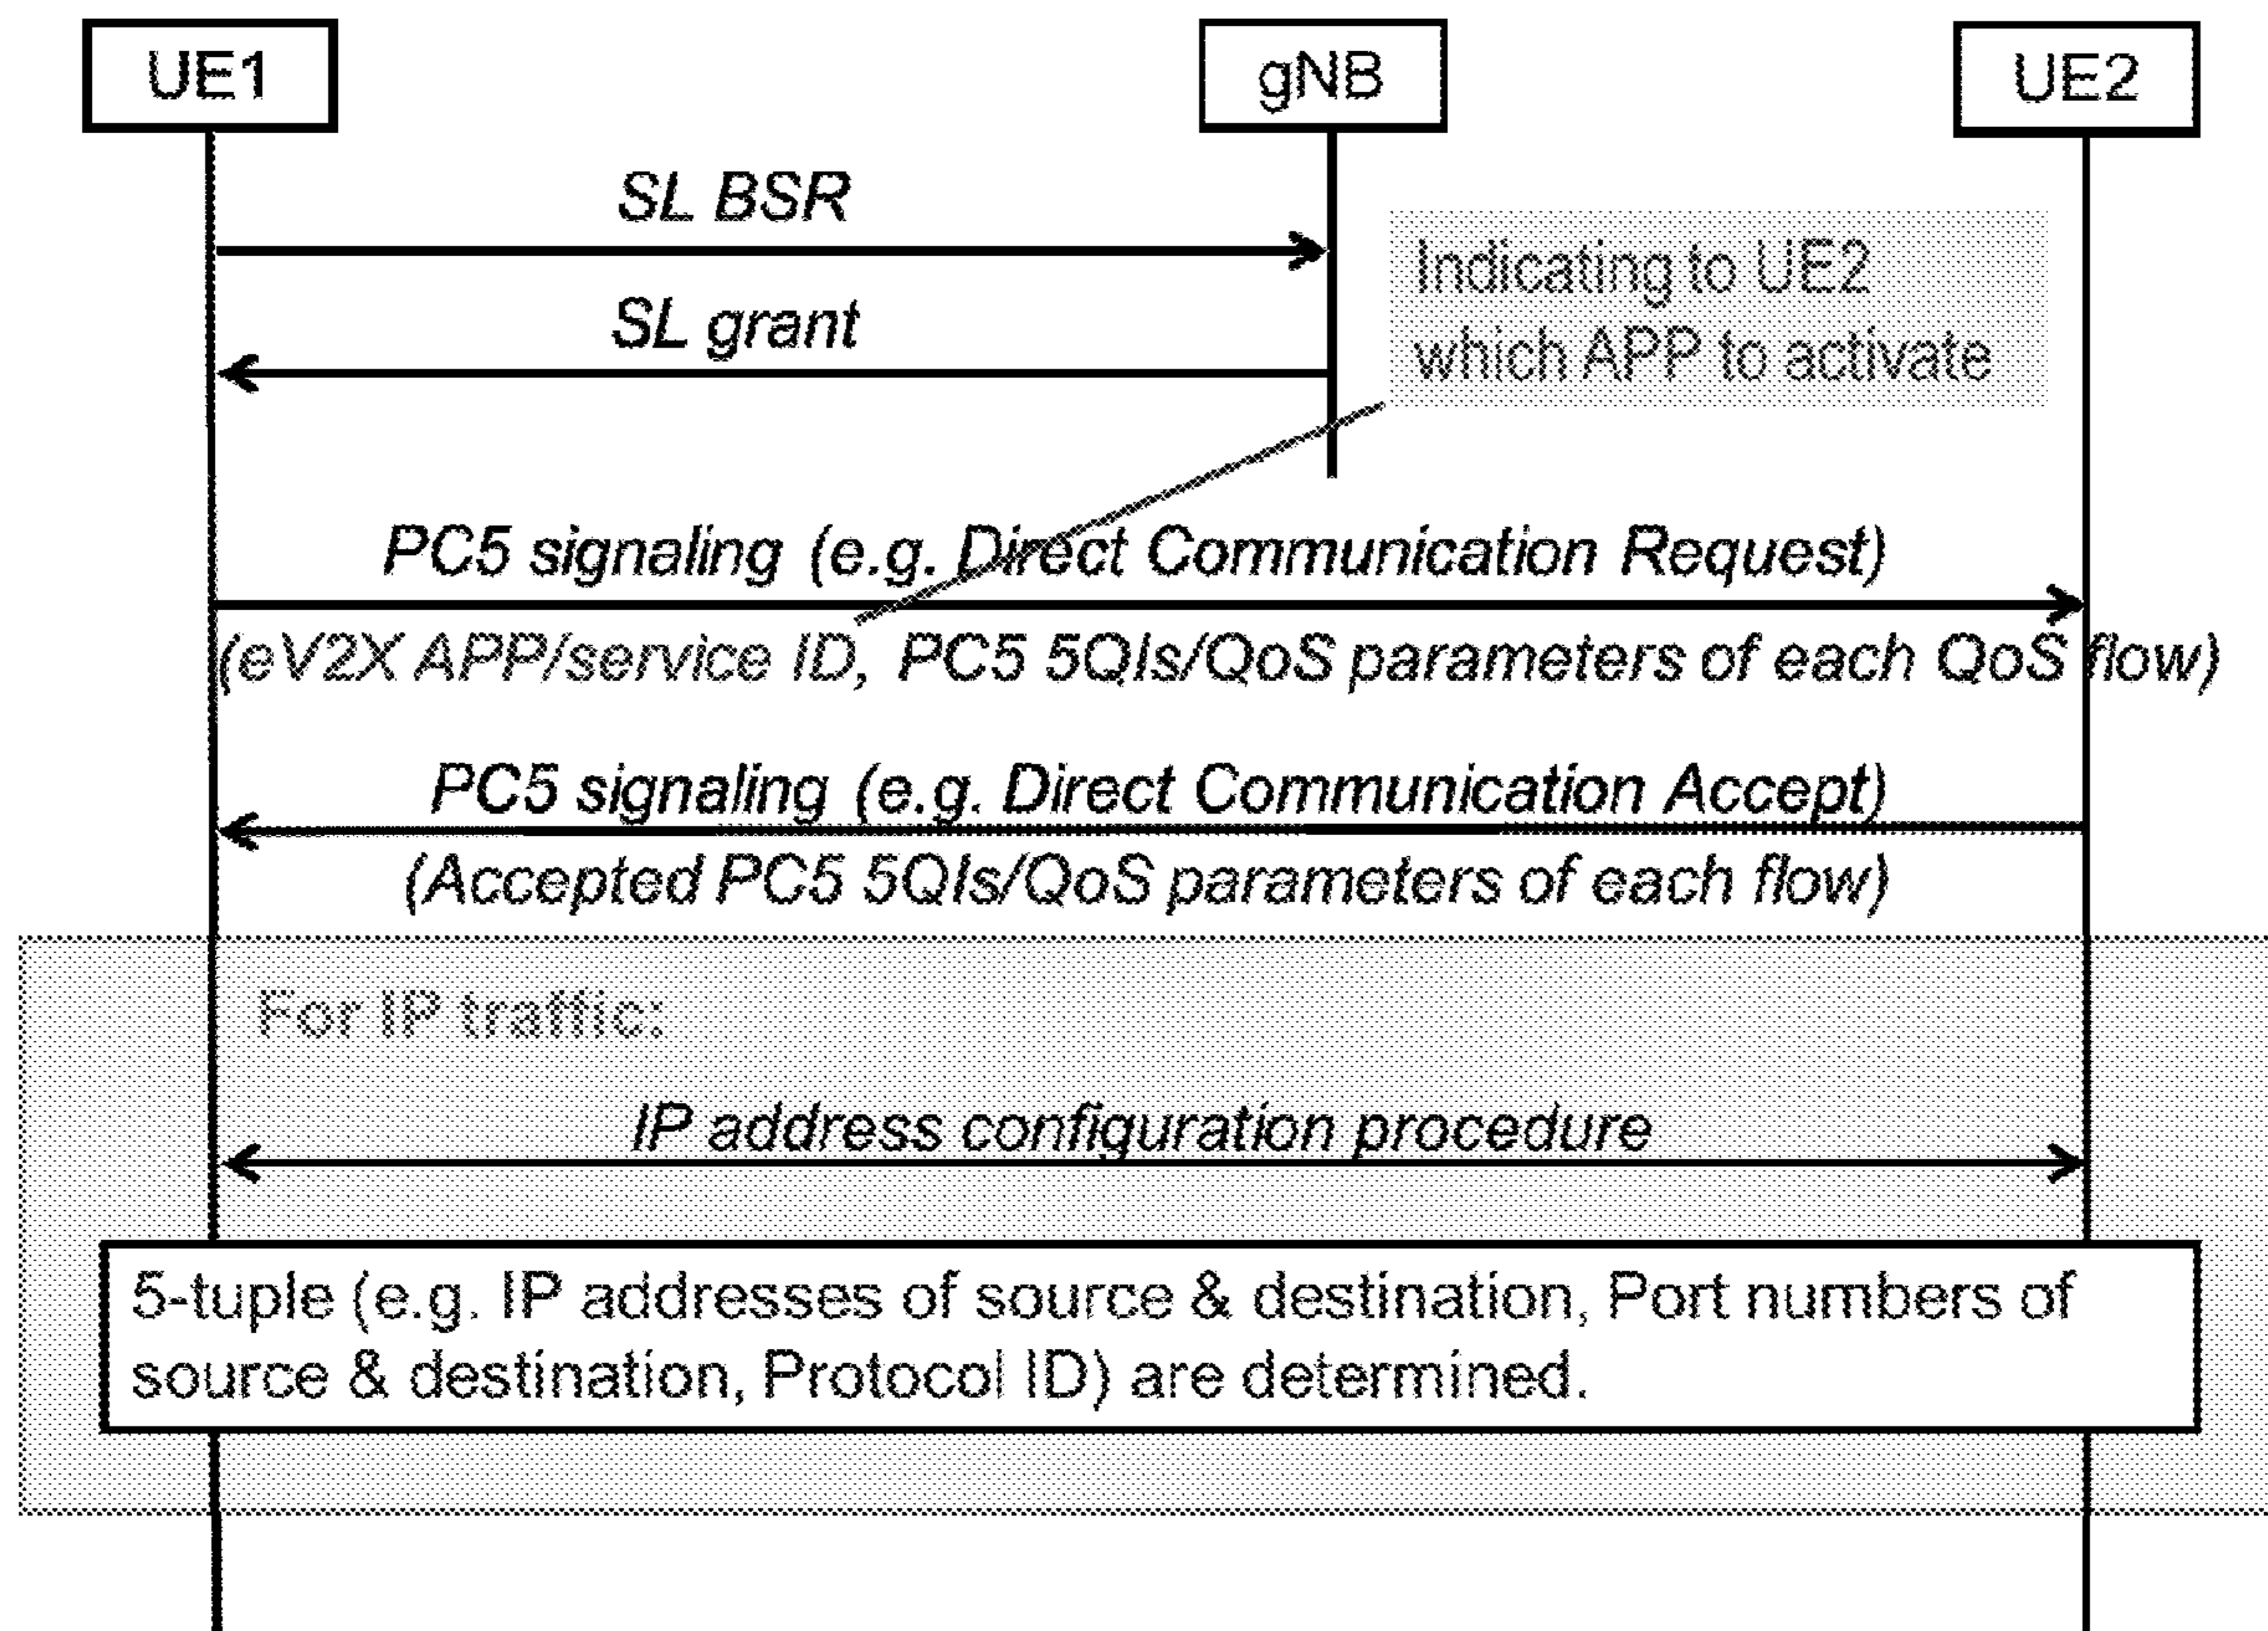 UE1
gNB
UE2
SL BSR
SL grant
Indicating to UE2
which APP to activate
PC5 signaling (e.g. Direct Communication Request)
(eV2X APP/service ID, PC5 5QIs/QoS parameters of each QoS flow)
PC5 signaling (e.g. Direct Communication Accept)
(Accepted PC5 5QIs/QoS parameters of each flow)
For IP traffic:
IP address configuration procedure
5-tuple (e.g. IP addresses of source & destination, Port numbers of
source & destination, Protocol ID) are determined.